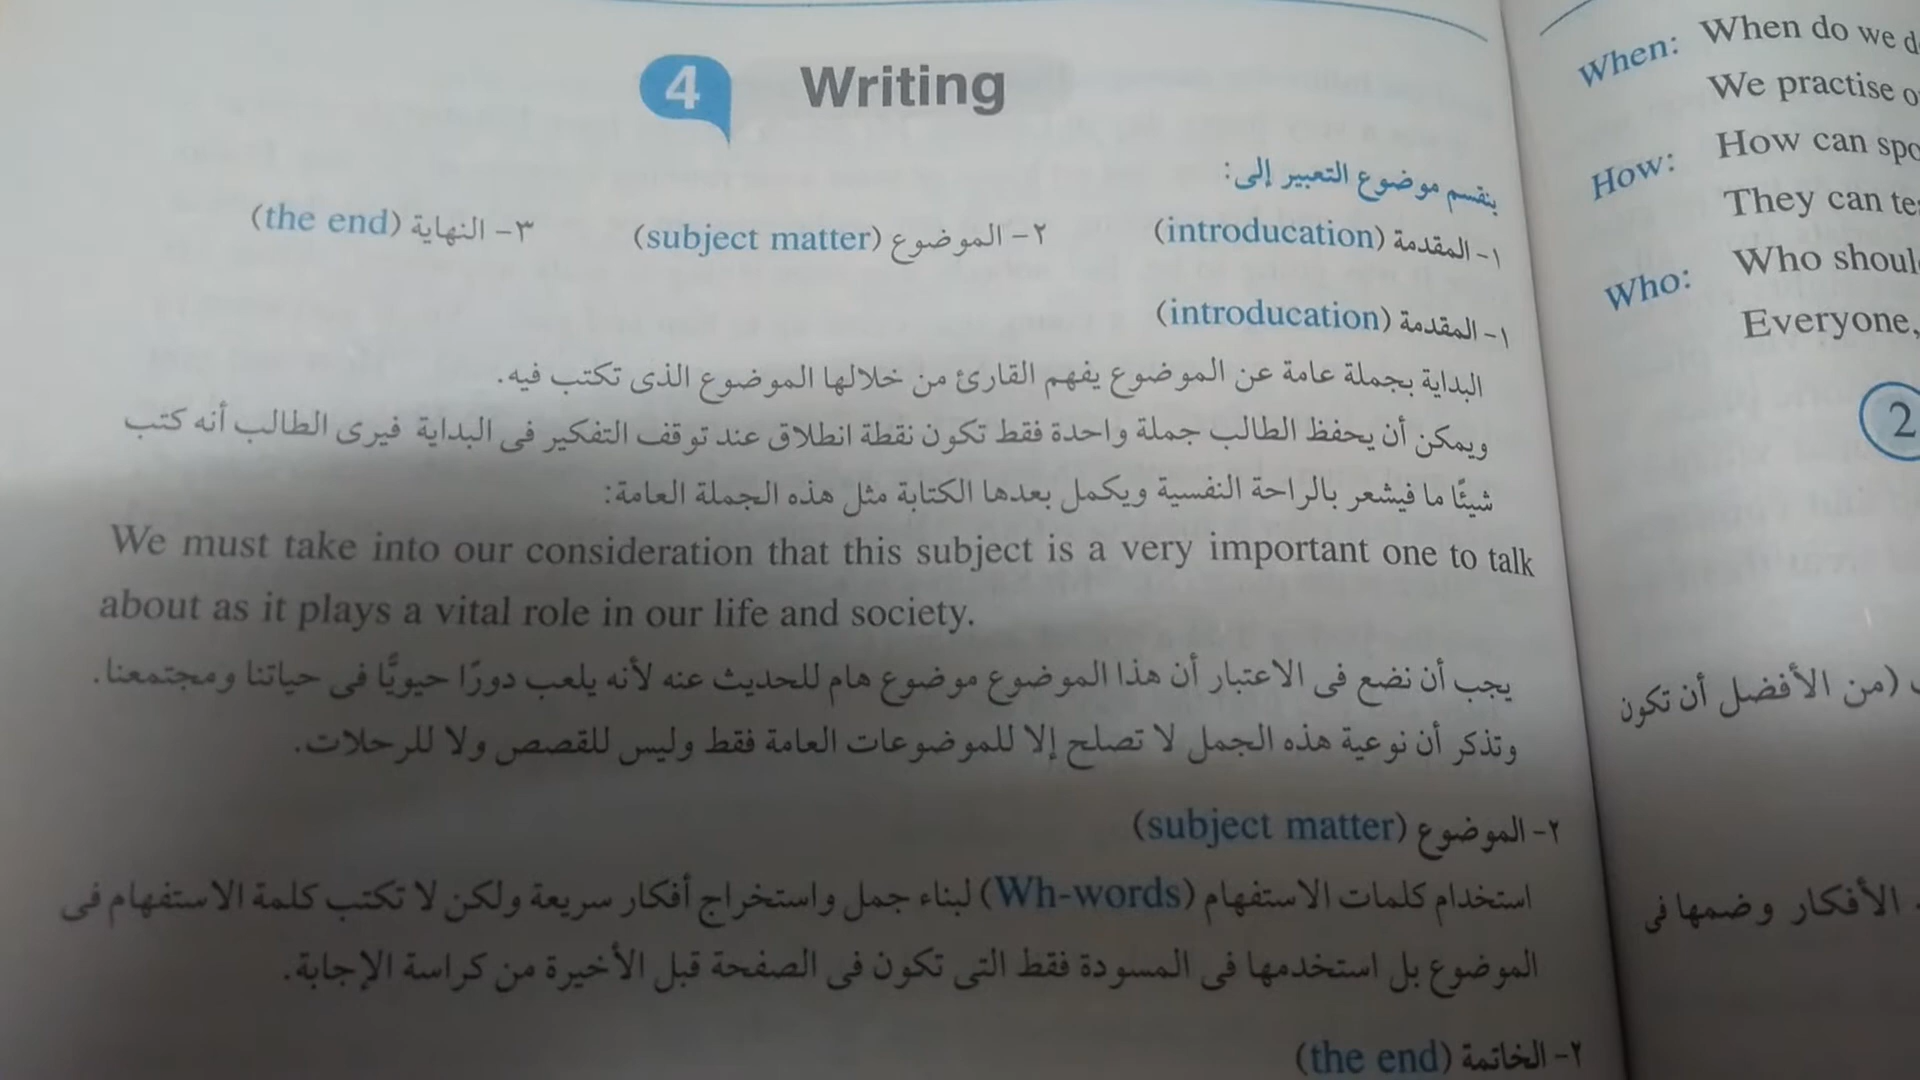 4 Writing
ينقسم موضوع التعبير إلى:
١- المقدمة (introducation) ٢- الموضوع (subject matter) ٣- النهاية (the end)
١- المقدمة (introducation)
البداية بجملة عامة عن الموضوع يفهم القارئ من خلالها الموضوع الذى تكتب فيه.
ويمكن أن يحفظ الطالب جملة واحدة فقط تكون نقطة انطلاق عند توقف التفكير فى البداية فيرى الطالب أنه كتب
شيئًا ما فيشعر بالراحة النفسية ويكمل بعدها الكتابة مثل هذه الجملة العامة:
We must take into our consideration that this subject is a very important one to talk
about as it plays a vital role in our life and society.
يجب أن نضع فى الاعتبار أن هذا الموضوع موضوع هام للحديث عنه لأنه يلعب دورًا حيويًّا فى حياتنا ومجتمعنا.
وتذكر أن نوعية هذه الجمل لا تصلح إلا للموضوعات العامة فقط وليس للقصص ولا للرحلات.
٢- الموضوع (subject matter)
استخدام كلمات الاستفهام (Wh-words) لبناء جمل واستخراج أفكار سريعة ولكن لا تكتب كلمة الاستفهام فى
الموضوع بل استخدمها فى المسودة فقط التى تكون فى الصفحة قبل الأخيرة من كراسة الإجابة.
٢- الخاتمة (the end)
When: When do we
We practise
How: How can
They can
Who: Who
Everyone,
2
(من الأفضل أن تكون
الأفكار وضمها فى